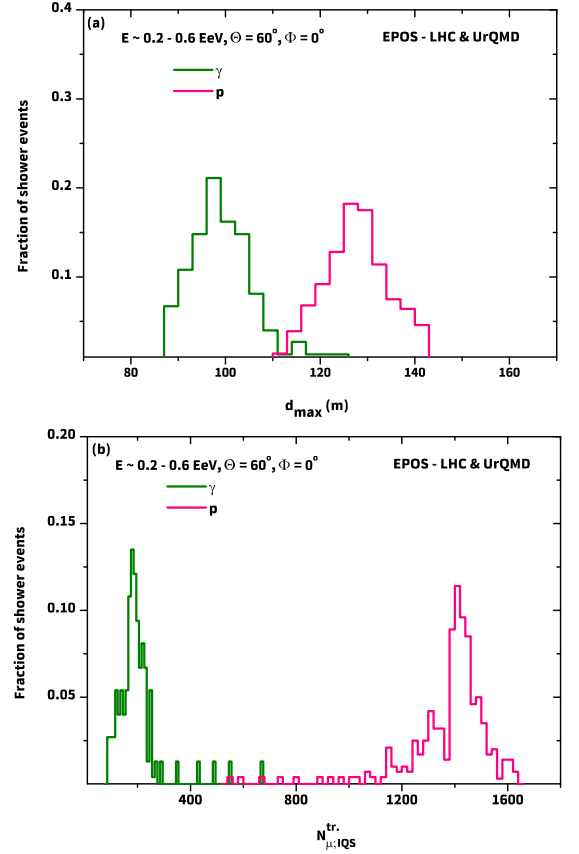 (a)
E ~ 0.2 - 0.6 EeV, Θ = 60°, Φ = 0° EPOS - LHC & UrQMD
γ
p
Fraction of shower events
0.4
0.3
0.2
0.1
80 100 120 140 160
d_max (m)
(b)
E ~ 0.2 - 0.6 EeV, Θ = 60°, Φ = 0° EPOS - LHC & UrQMD
γ
p
Fraction of shower events
0.20
0.15
0.10
0.05
400 800 1200 1600
N^tr._μ;IQS